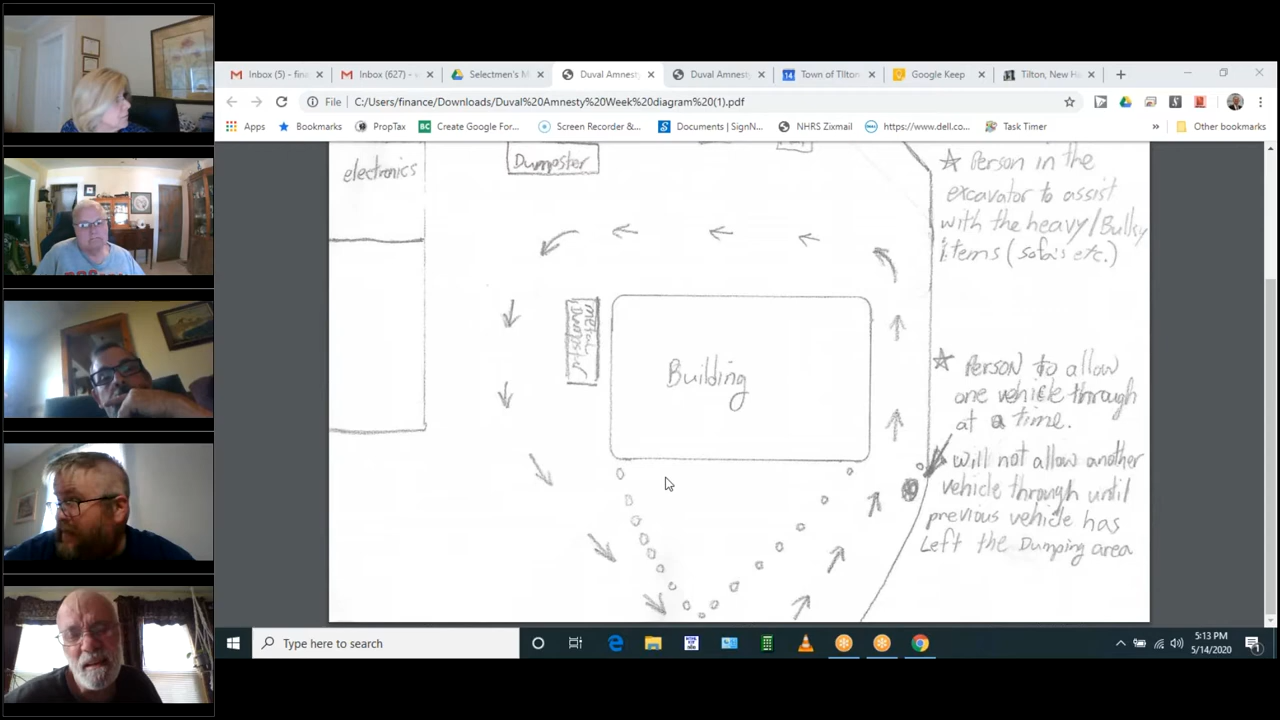 Inbox (5) - fina
Inbox (627) - v
Selectmen's M
Duval Amnest
Duval Amnest
Town of Tilton
Google Keep
Tilton, New Ha
File
C:/Users/finance/Downloads/Duval%20Amnesty%20Week%20diagram%20(1).pdf
Apps
Bookmarks
PropTax
Create Google For...
Screen Recorder &...
Documents | SignN...
NHRS Zixmail
https://www.dell.co...
Task Timer
»
Other bookmarks
electronics
Dumpster
Person in the
excavator to assist
with the heavy/Bulky
items (sofa's etc.)
metal
Dumpster
Building
Person to allow
one vehicle through
at a time.
will not allow another
vehicle through until
previous vehicle has
Left the Dumping area
Type here to search
5:13 PM
5/14/2020